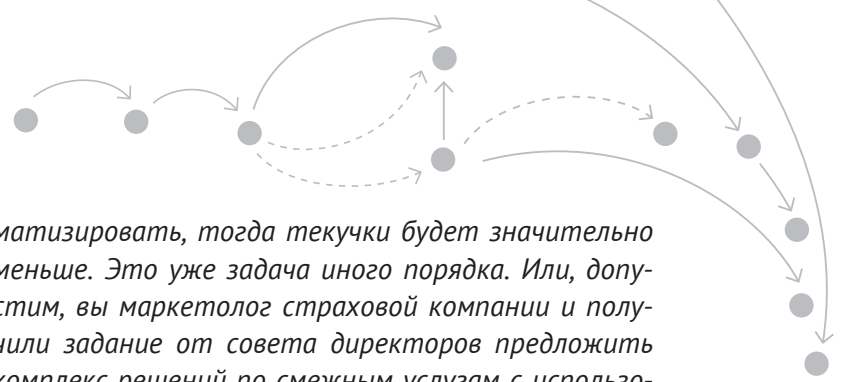 матизировать, тогда текучки будет значительно
меньше. Это уже задача иного порядка. Или, допу-
стим, вы маркетолог страховой компании и полу-
чили задание от совета директоров предложить
комплекс решений по смежным услугам с использо-